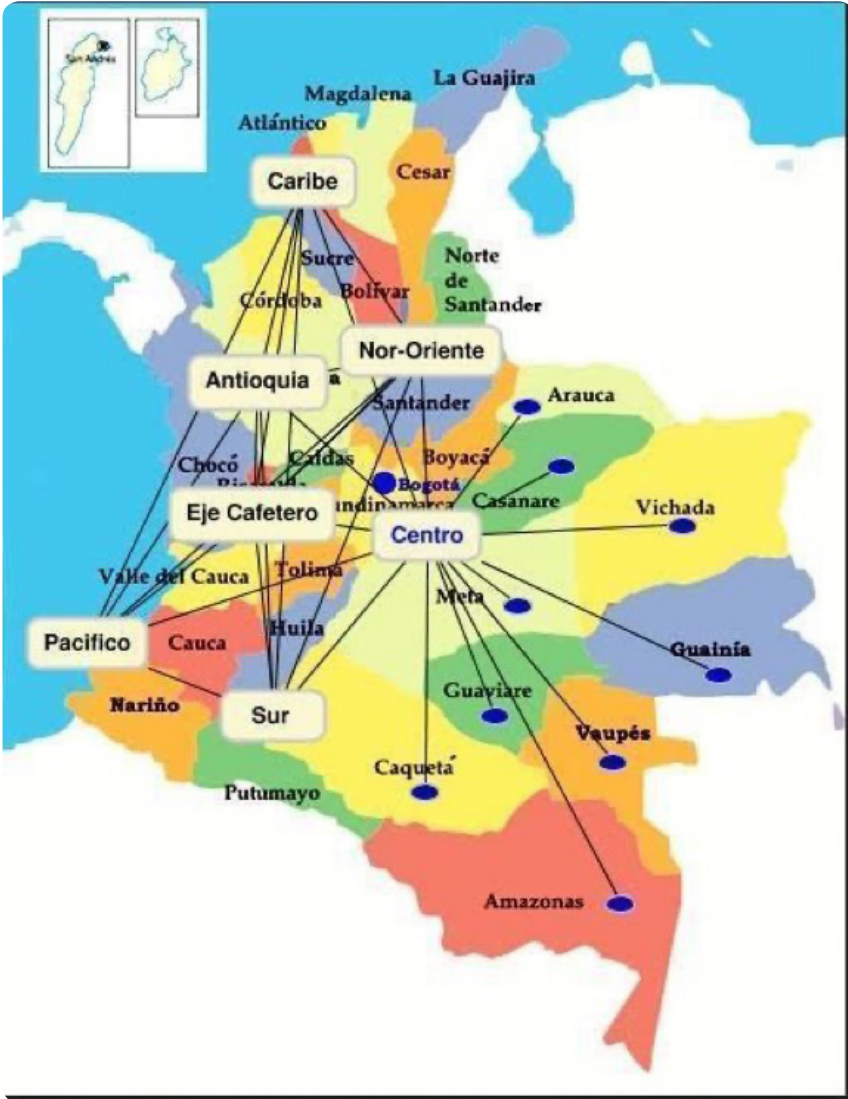 San Andrés
La Guajira
Magdalena
Atlántico
Cesar
Caribe
Sucre
Norte
de
Santander
Bolívar
Córdoba
Nor-Oriente
Antioquia
a
Santander
Arauca
Chocó
Caldas
Boyacá
Bogotá
Casanare
Vichada
Eje Cafetero
Centro
Valle del Cauca
Tolima
Meta
Pacifico
Cauca
Huila
Guainía
Guaviare
Nariño
Sur
Vaupés
Caquetá
Putumayo
Amazonas